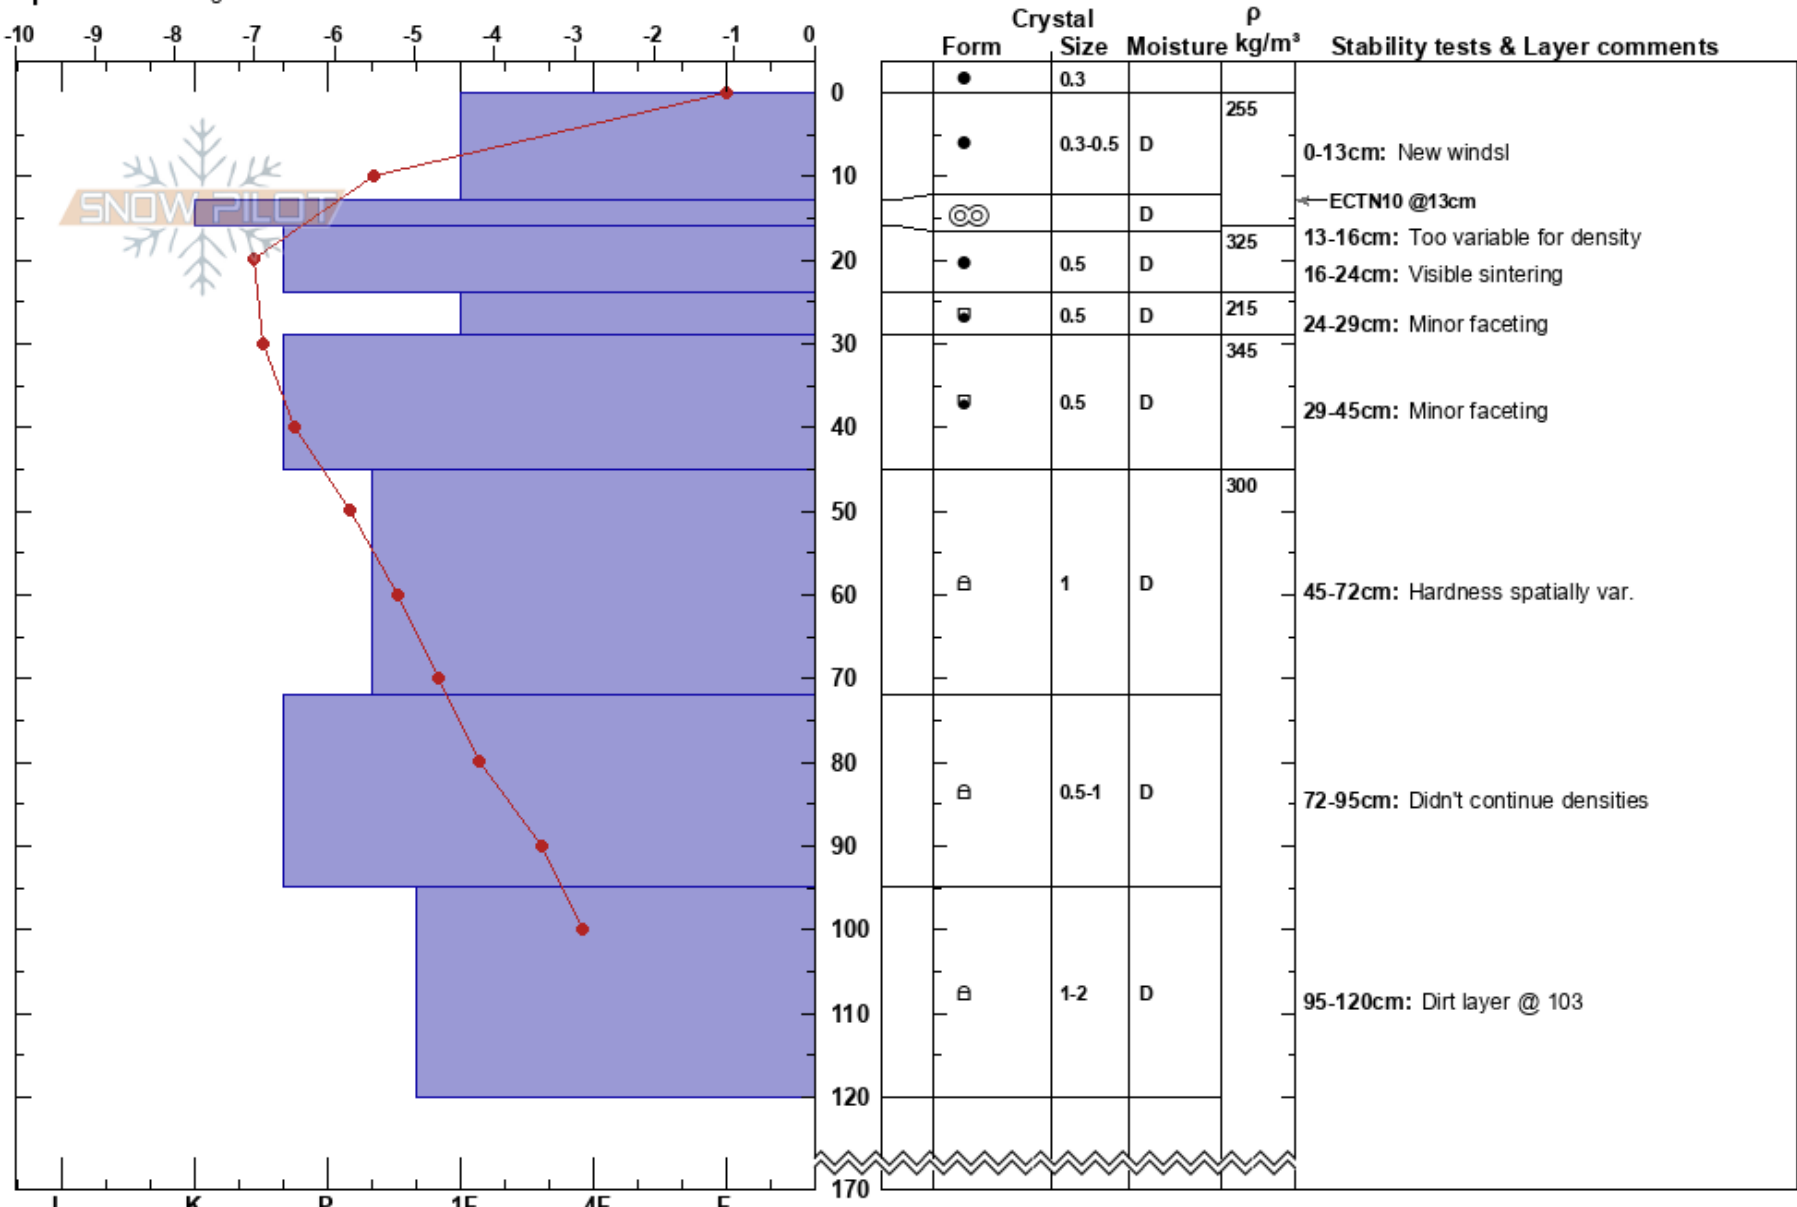 -10 -9 -8 -7 -6 -5 -4 -3 -2 -1 0
Crystal ρ
Form Size Moisture kg/m³ Stability tests & Layer comments
0.3
0
255
0.3-0.5 D
0-13cm: New windsl
10
SNOW PILOT
ECTN10 @13cm
D
13-16cm: Too variable for density
325
20
0.5 D
16-24cm: Visible sintering
215
0.5 D
24-29cm: Minor faceting
30
345
0.5 D
29-45cm: Minor faceting
40
300
50
1 D
45-72cm: Hardness spatially var.
60
70
80
0.5-1 D
72-95cm: Didn't continue densities
90
100
1-2 D
95-120cm: Dirt layer @ 103
110
120
170
I K P 1F 4F F